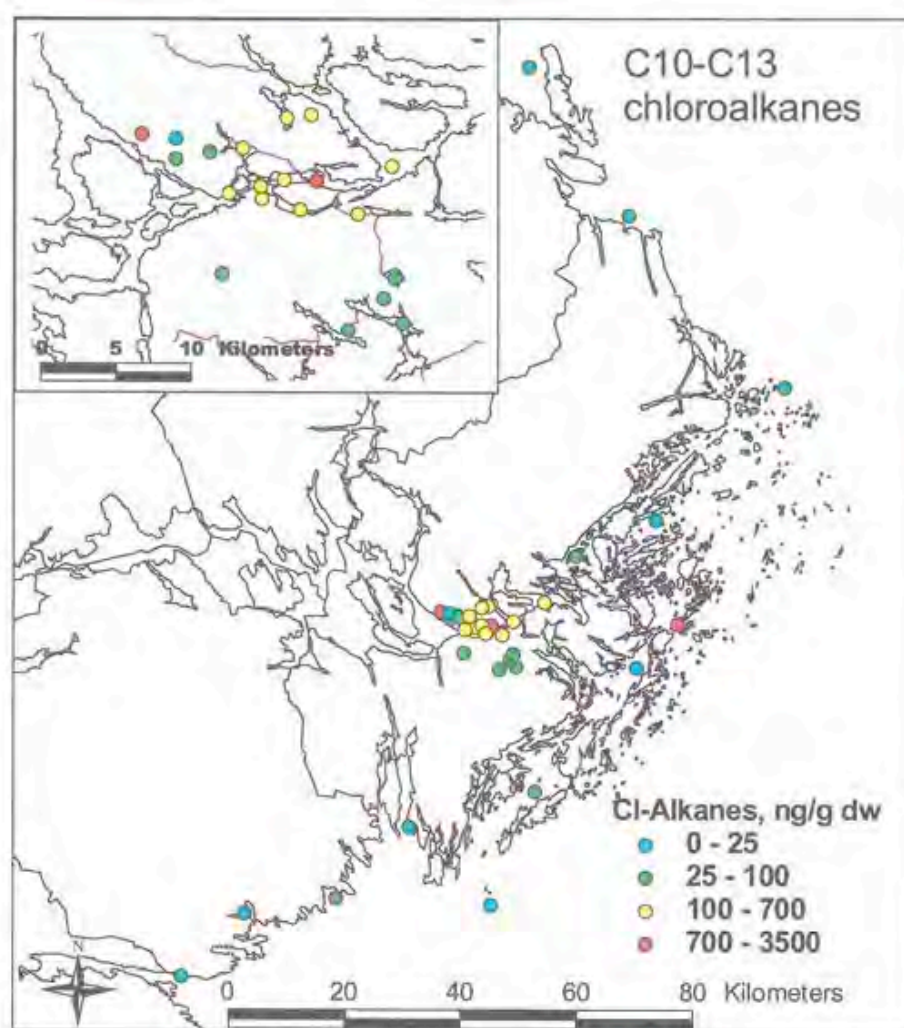 C10-C13
chloroalkanes
0 5 10 Kilometers
Cl-Alkanes, ng/g dw
0 - 25
25 - 100
100 - 700
700 - 3500
N
0 20 40 60 80 Kilometers